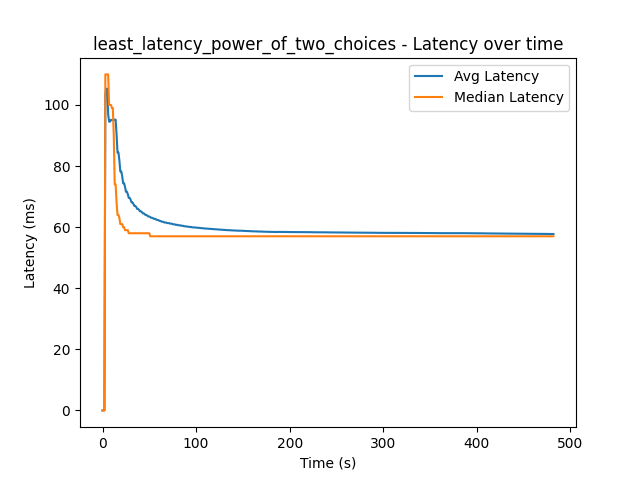 least_latency_power_of_two_choices - Latency over time
Avg Latency
Median Latency
Latency (ms)
100
80
60
40
20
0
0 100 200 300 400 500
Time (s)